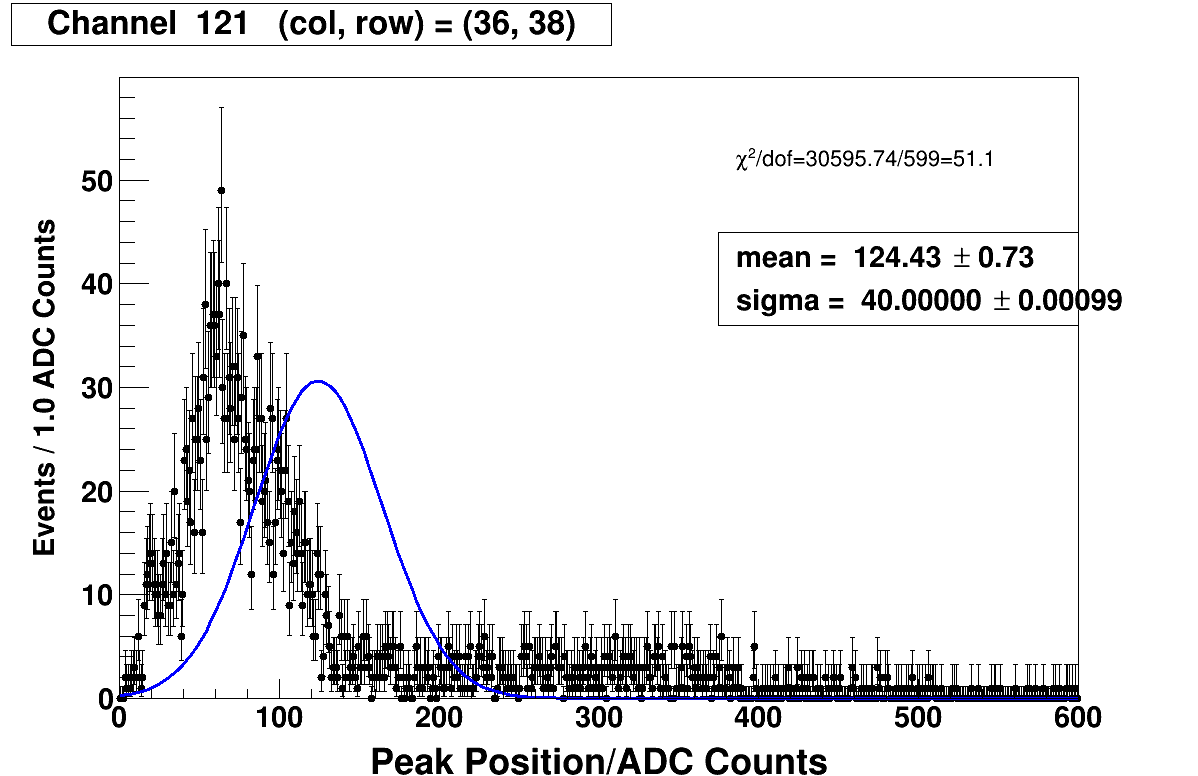 Channel 121 (col, row) = (36, 38)
χ²/dof=30595.74/599=51.1
mean = 124.43 ± 0.73
sigma = 40.00000 ± 0.00099
Events / 1.0 ADC Counts
50
40
30
20
10
0
0 100 200 300 400 500 600
Peak Position/ADC Counts